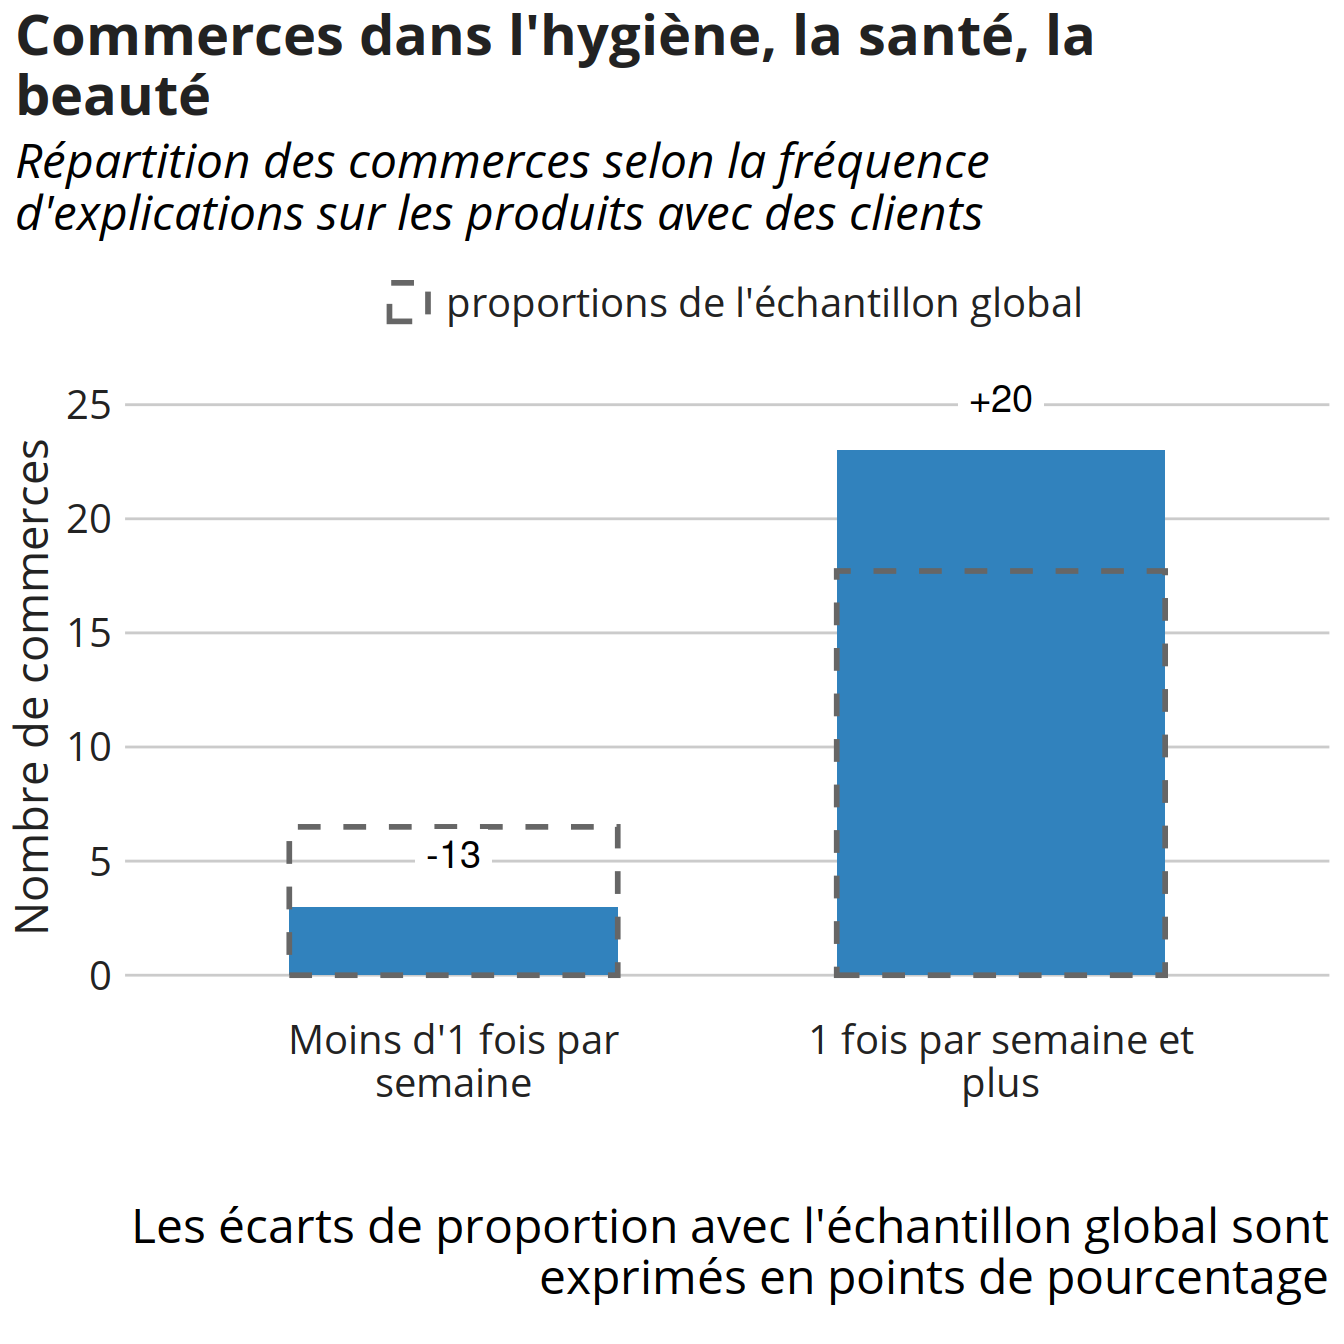 Commerces dans l'hygiène, la santé, la
beauté
Répartition des commerces selon la fréquence
d'explications sur les produits avec des clients
proportions de l'échantillon global
Nombre de commerces
25
20
15
10
5
0
+20
-13
Moins d'1 fois par
semaine
1 fois par semaine et
plus
Les écarts de proportion avec l'échantillon global sont
exprimés en points de pourcentage